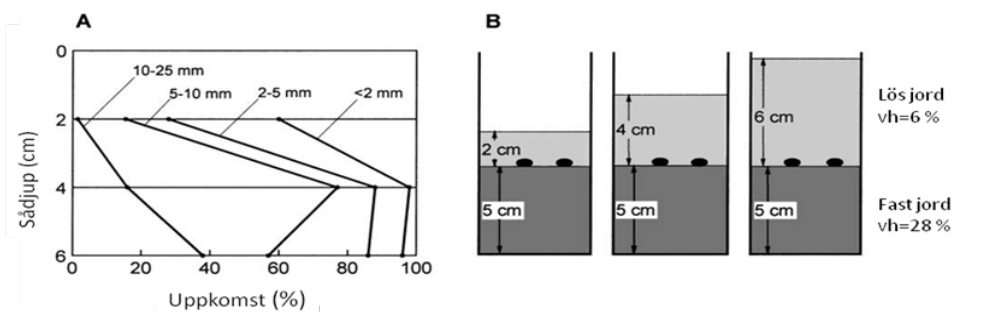 A
0
2
4
6
Sådjup (cm)
10-25 mm
5-10 mm
2-5 mm
<2 mm
0 20 40 60 80 100
Uppkomst (%)
B
2 cm
5 cm
4 cm
5 cm
6 cm
5 cm
Lös jord
vh=6 %
Fast jord
vh=28 %